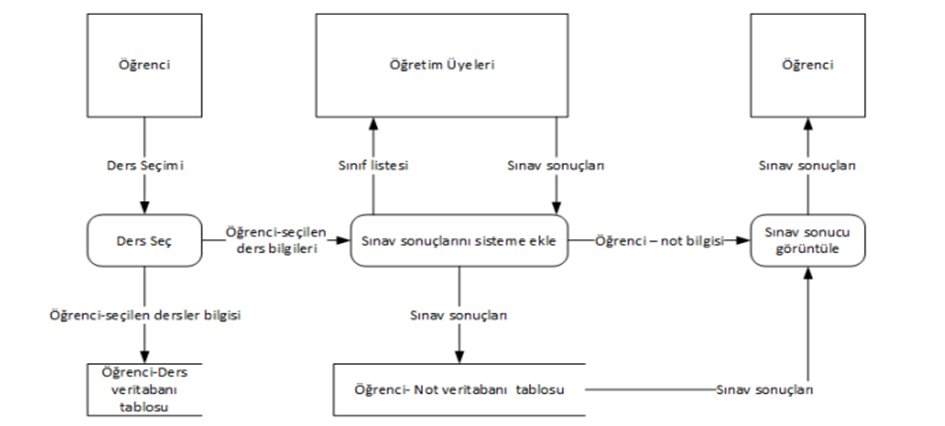 Öğrenci
Öğretim Üyeleri
Öğrenci
Ders Seçimi
Sınıf listesi
Sınav sonuçları
Sınav sonuçları
Ders Seç
Öğrenci-seçilen
ders bilgileri
Sınav sonuçlarını sisteme ekle
Öğrenci – not bilgisi
Sınav sonucu
görüntüle
Öğrenci-seçilen dersler bilgisi
Sınav sonuçları
Öğrenci-Ders
veritabanı
tablosu
Öğrenci- Not veritabanı tablosu
Sınav sonuçları